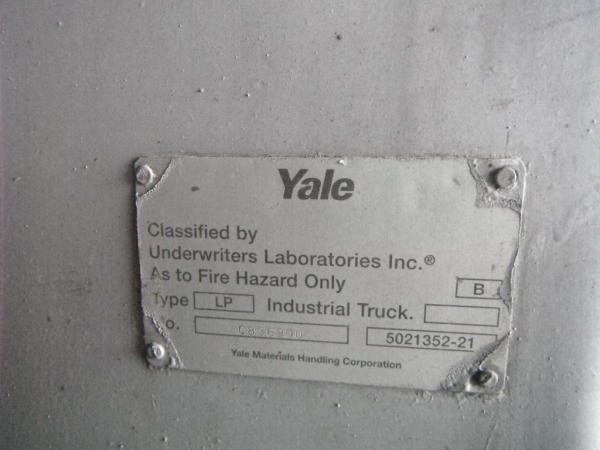 Yale
Classified by
Underwriters Laboratories Inc.®
As to Fire Hazard Only
B
Type LP Industrial Truck.
No.
5021352-21
Yale Materials Handling Corporation